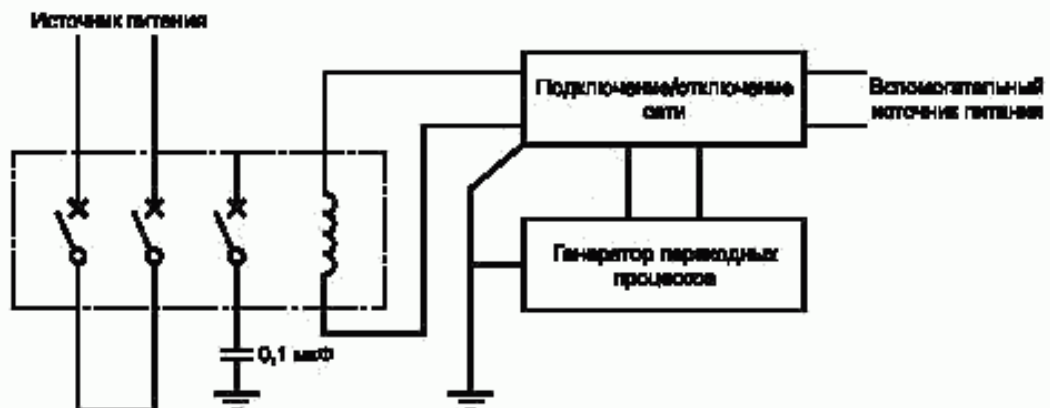 Источник питания
Подключение/отключение
сети
Вспомогательный
источник питания
Генератор переходных
процессов
0,1 мкФ